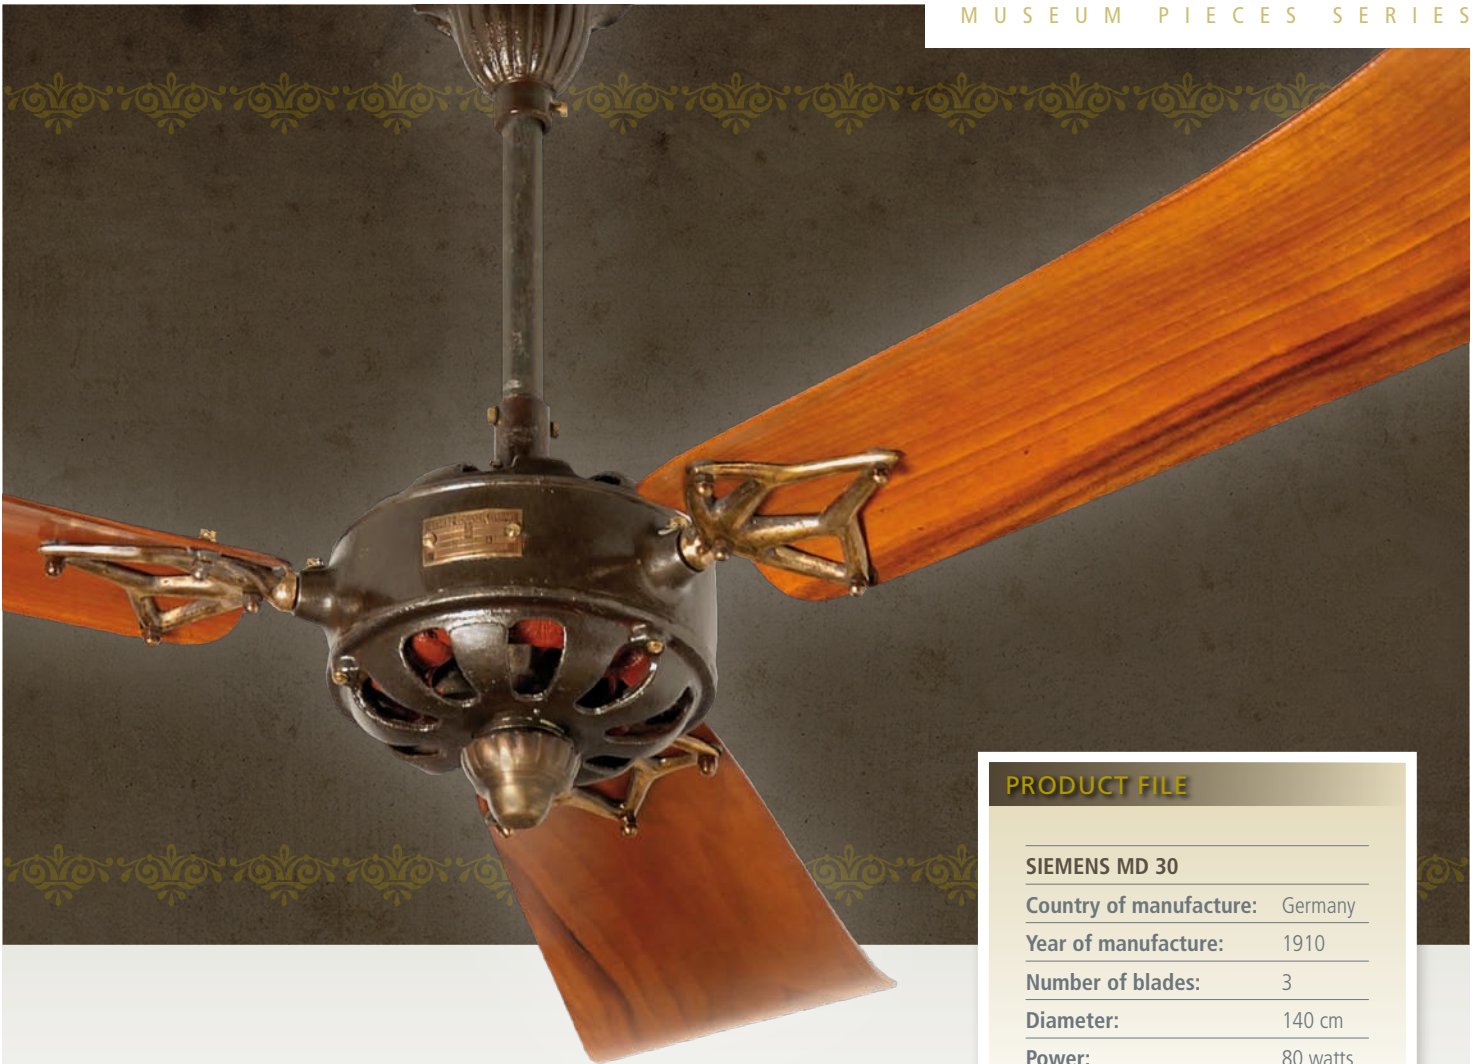 MUSEUM PIECES SERIES
PRODUCT FILE
SIEMENS MD 30
Country of manufacture: Germany
Year of manufacture: 1910
Number of blades: 3
Diameter: 140 cm
Power: 80 watts